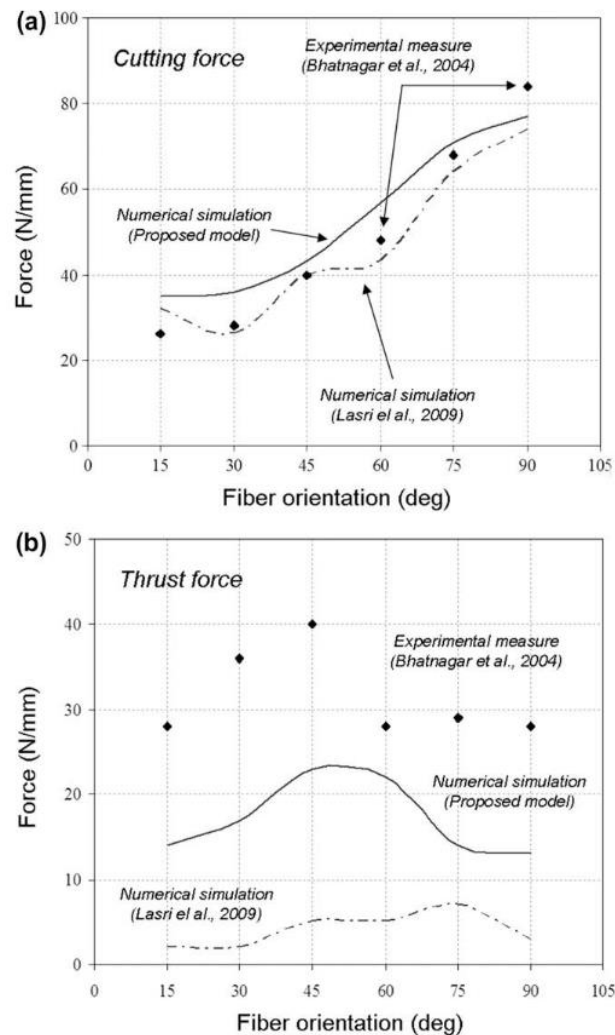 (a)
100
Cutting force
Experimental measure
(Bhatnagar et al., 2004)
80
60
Numerical simulation
(Proposed model)
40
20
Numerical simulation
(Lasri el al., 2009)
0
0 15 30 45 60 75 90 105
Force (N/mm)
Fiber orientation (deg)
(b)
50
Thrust force
40
Experimental measure
(Bhatnagar et al., 2004)
30
Numerical simulation
(Proposed model)
20
10
Numerical simulation
(Lasri el al., 2009)
0
0 15 30 45 60 75 90 105
Force (N/mm)
Fiber orientation (deg)